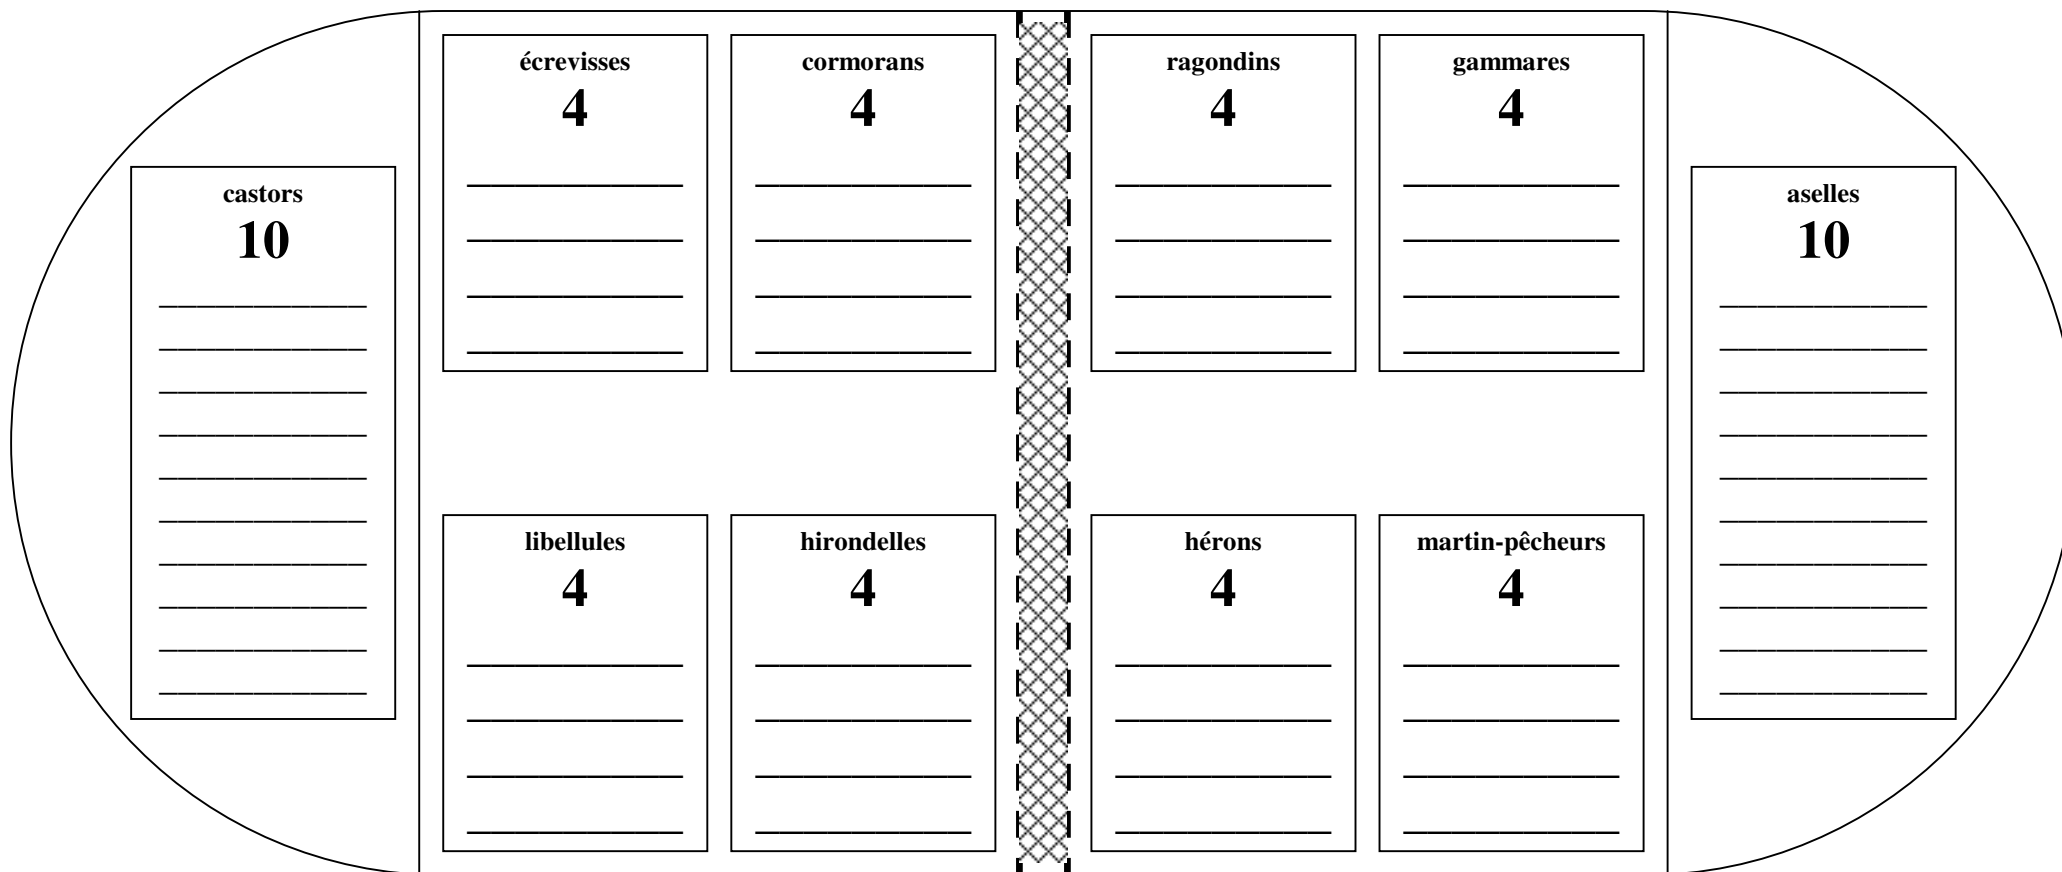 écrevisses
4
cormorans
4
ragondins
4
gammares
4
castors
10
aselles
10
libellules
4
hirondelles
4
hérons
4
martin-pêcheurs
4